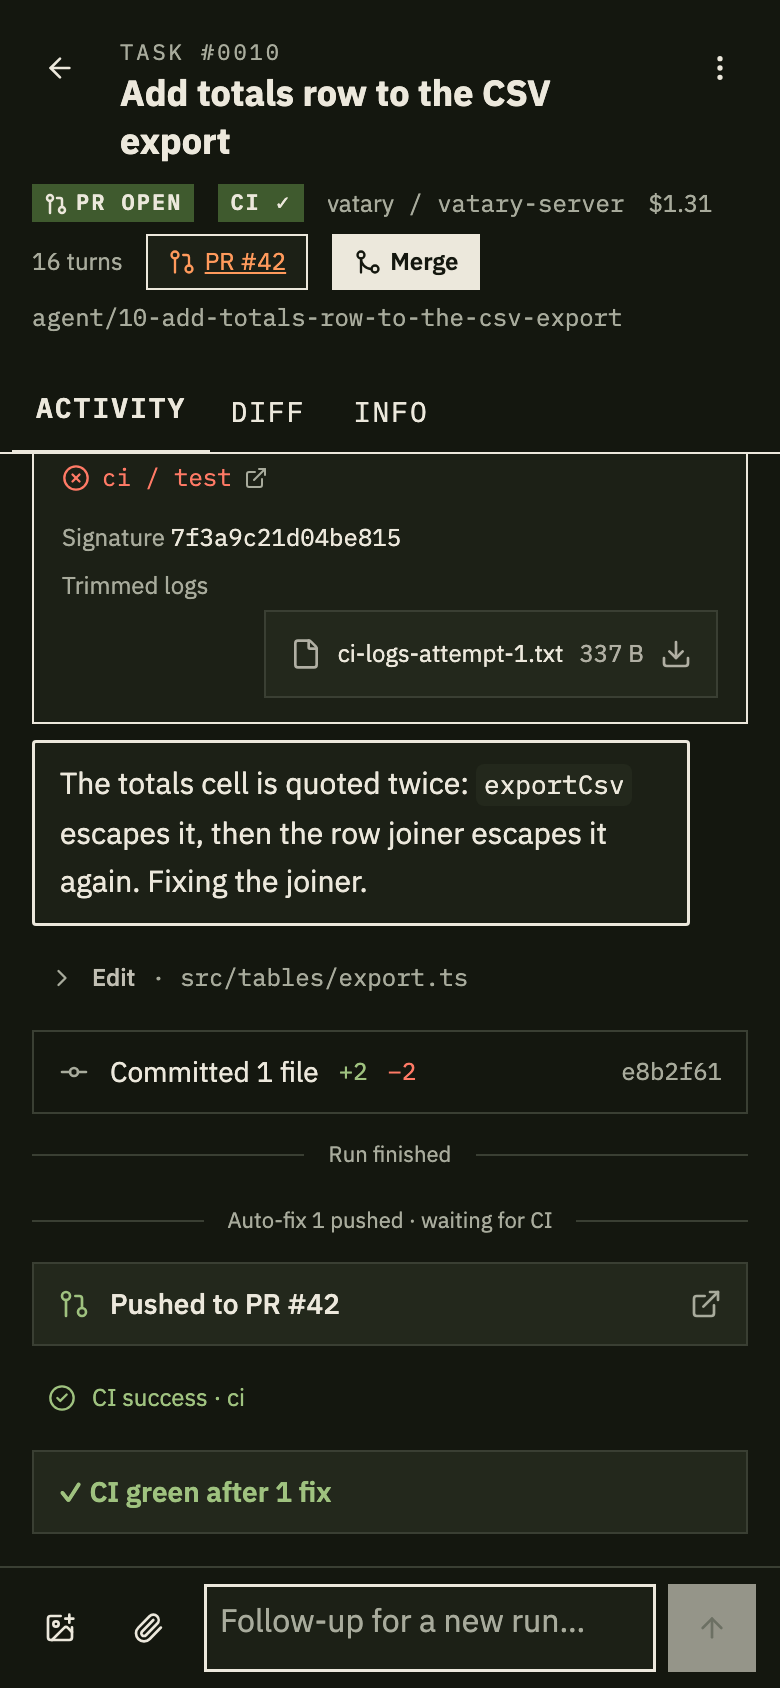 TASK #0010
Add totals row to the CSV
export
PR OPEN CI ✓ vatary / vatary-server $1.31
16 turns PR #42 Merge
agent/10-add-totals-row-to-the-csv-export
ACTIVITY DIFF INFO
ci / test
Signature 7f3a9c21d04be815
Trimmed logs
ci-logs-attempt-1.txt 337 B
The totals cell is quoted twice: exportCsv
escapes it, then the row joiner escapes it
again. Fixing the joiner.
Edit · src/tables/export.ts
Committed 1 file +2 −2 e8b2f61
Run finished
Auto-fix 1 pushed · waiting for CI
Pushed to PR #42
CI success · ci
✓ CI green after 1 fix
Follow-up for a new run...